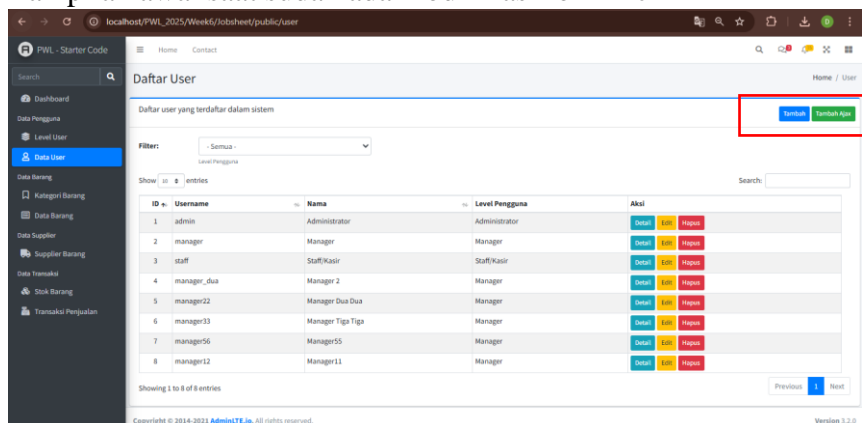 localhost/PWL_2025/Week6/Jobsheet/public/user
PWL - Starter Code
Home Contact
Search
Daftar User
Home / User
Dashboard
Data Pengguna
Level User
Data User
Data Barang
Kategori Barang
Data Barang
Data Supplier
Supplier Barang
Data Transaksi
Stok Barang
Transaksi Penjualan
Daftar user yang terdaftar dalam sistem
Tambah Tambah Ajax
Filter: - Semua -
Level Pengguna
Show 10 entries
Search:
ID Username Nama Level Pengguna Aksi
1 admin Administrator Administrator Detail Edit Hapus
2 manager Manager Manager Detail Edit Hapus
3 staff Staff/Kasir Staff/Kasir Detail Edit Hapus
4 manager_dua Manager 2 Manager Detail Edit Hapus
5 manager22 Manager Dua Dua Manager Detail Edit Hapus
6 manager33 Manager Tiga Tiga Manager Detail Edit Hapus
7 manager56 Manager55 Manager Detail Edit Hapus
8 manager12 Manager11 Manager Detail Edit Hapus
Showing 1 to 8 of 8 entries
Previous 1 Next
Copyright © 2014-2021 AdminLTE.io. All rights reserved.
Version 3.2.0